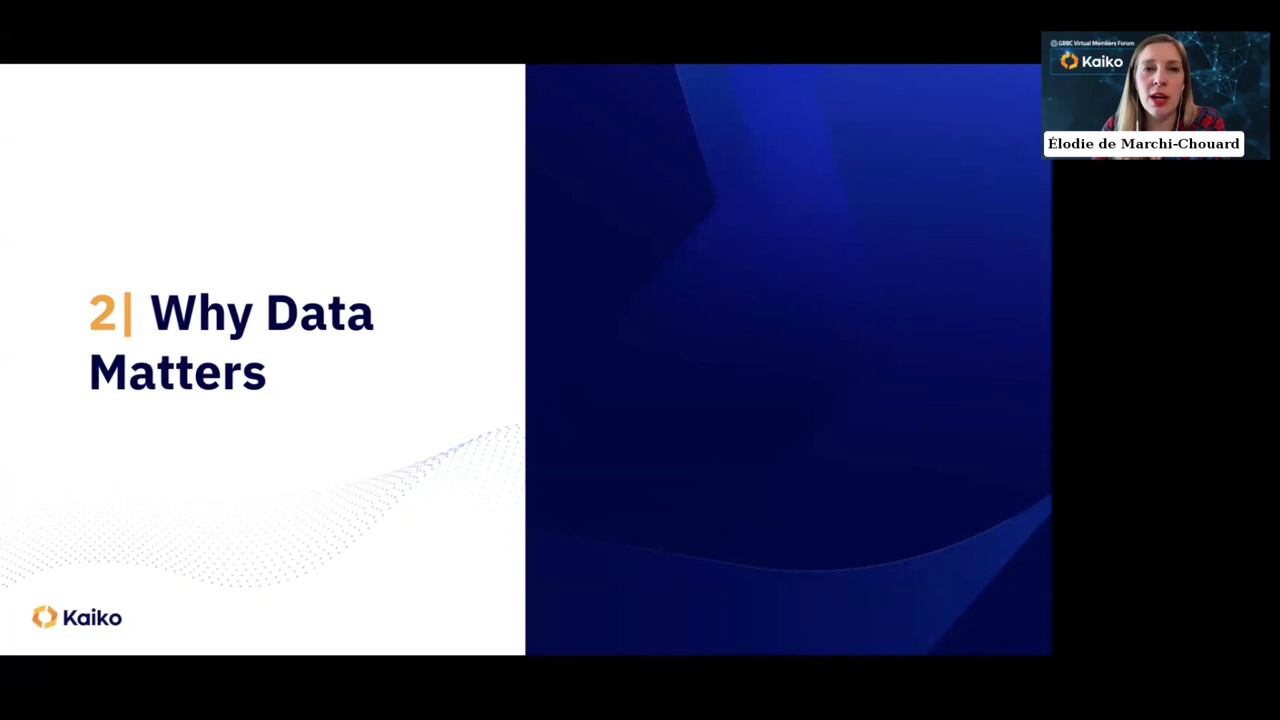 GBBC Virtual Members Forum
Kaiko
Élodie de Marchi-Chouard
2| Why Data
Matters
Kaiko